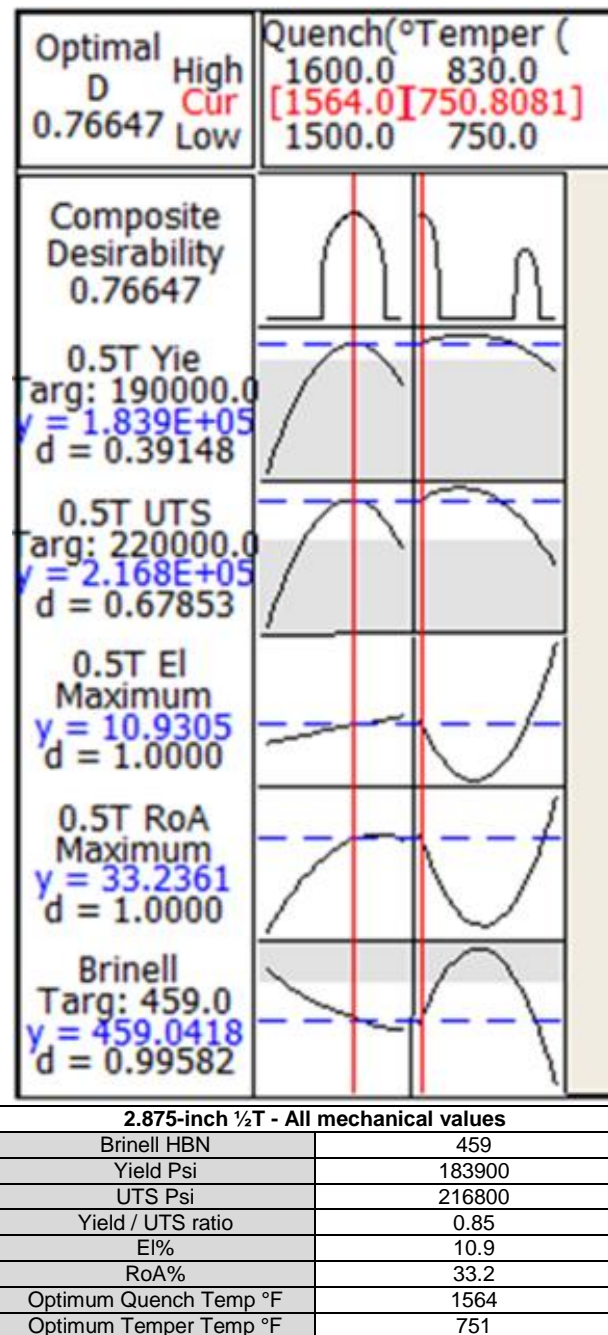 Optimal
D
0.76647
High
Cur
Low
Quench(° Temper (
1600.0 830.0
[1564.0] [750.8081]
1500.0 750.0
Composite
Desirability
0.76647
0.5T Yie
Targ: 190000.0
y = 1.839E+05
d = 0.39148
0.5T UTS
Targ: 220000.0
y = 2.168E+05
d = 0.67853
0.5T El
Maximum
y = 10.9305
d = 1.0000
0.5T RoA
Maximum
y = 33.2361
d = 1.0000
Brinell
Targ: 459.0
y = 459.0418
d = 0.99582
2.875-inch ½T - All mechanical values
Brinell HBN 459
Yield Psi 183900
UTS Psi 216800
Yield / UTS ratio 0.85
El% 10.9
RoA% 33.2
Optimum Quench Temp °F 1564
Optimum Temper Temp °F 751